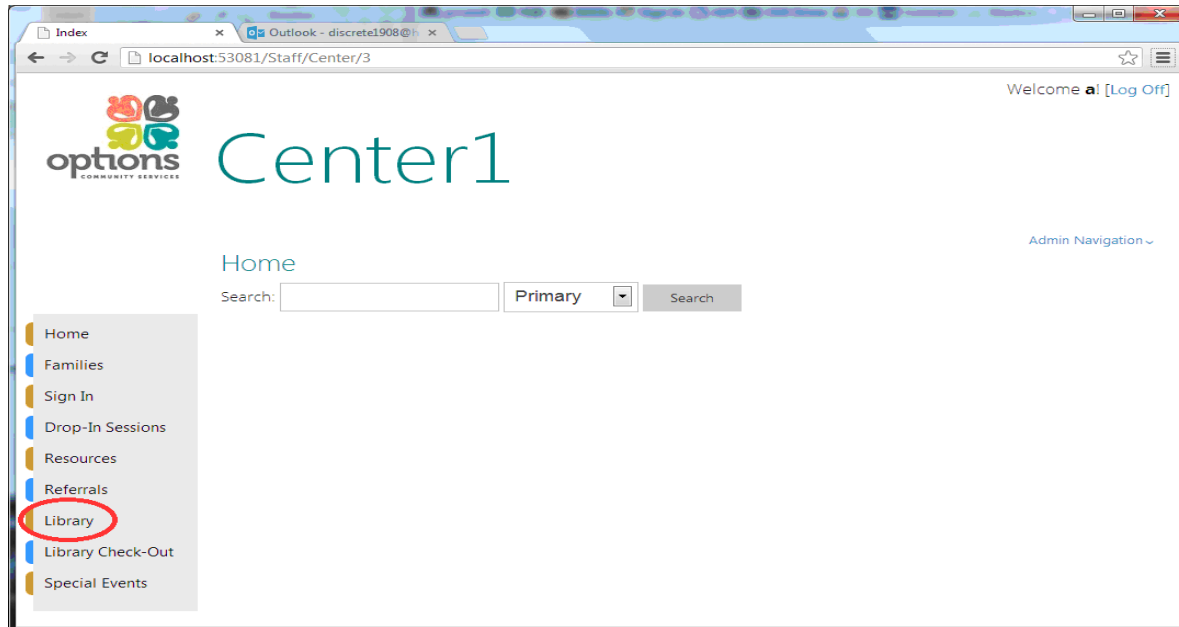 Index
Outlook - discrete1908@h
localhost:53081/Staff/Center/3
Welcome a! [Log Off]
options
COMMUNITY SERVICES
Center1
Admin Navigation
Home
Search: Primary Search
Home
Families
Sign In
Drop-In Sessions
Resources
Referrals
Library
Library Check-Out
Special Events